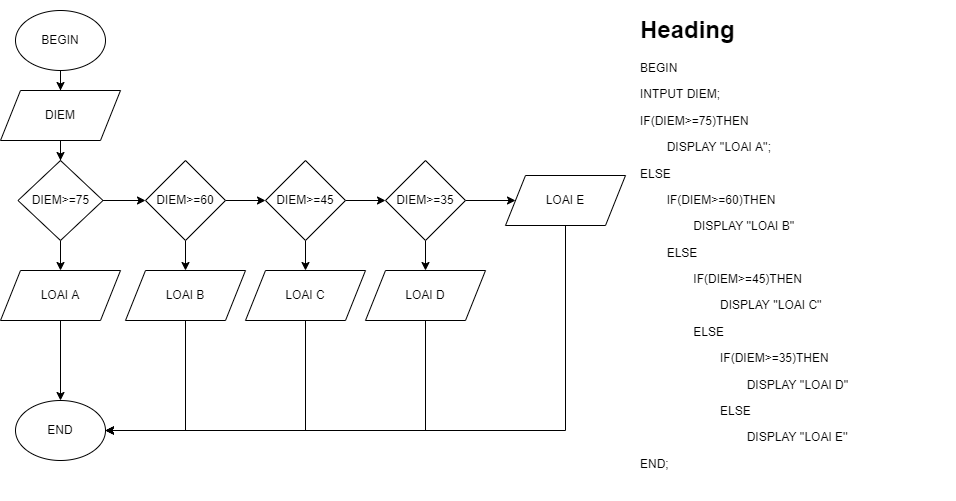 BEGIN
DIEM
DIEM>=75
DIEM>=60
DIEM>=45
DIEM>=35
LOAI E
LOAI A
LOAI B
LOAI C
LOAI D
END
Heading
BEGIN
INTPUT DIEM;
IF(DIEM>=75)THEN
DISPLAY "LOAI A";
ELSE
IF(DIEM>=60)THEN
DISPLAY "LOAI B"
ELSE
IF(DIEM>=45)THEN
DISPLAY "LOAI C"
ELSE
IF(DIEM>=35)THEN
DISPLAY "LOAI D"
ELSE
DISPLAY "LOAI E"
END;